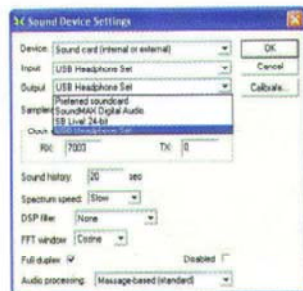 Sound Device Settings
Device: Sound card (internal or external)
OK
Input USB Headphone Set
Cancel
Output USB Headphone Set
Calibrate...
Preferred soundcard
SoundMAX Digital Audio
SB Live! 24-bit
USB Headphone Set
RX: 7003 TX: 0
Sound history: 20 sec
Spectrum speed: Slow
DSP filter: None
FFT window: Cosine
Full duplex Disabled
Audio processing: Message-based (standard)